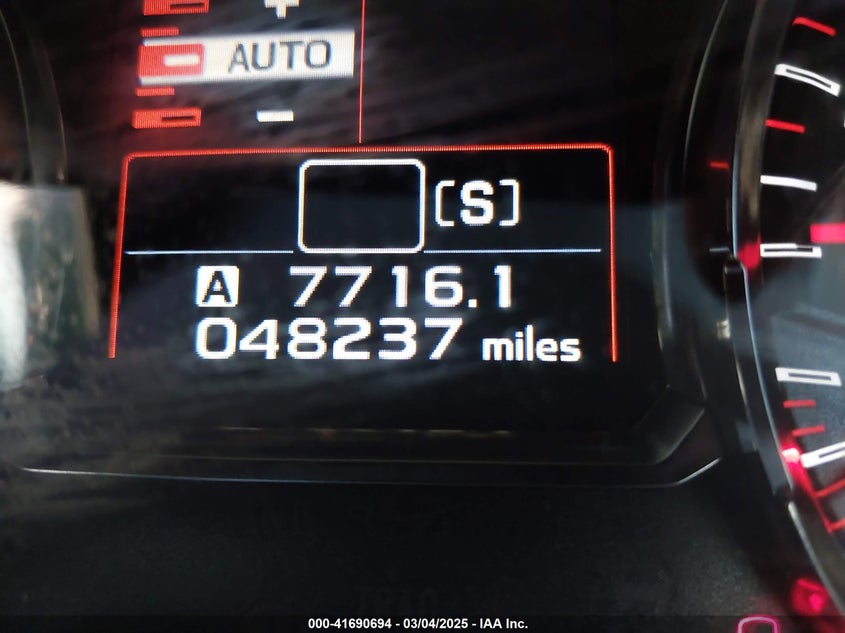 +
AUTO
-
[S]
A 7716.1
048237 miles
000-41690694 - 03/04/2025 - IAA Inc.